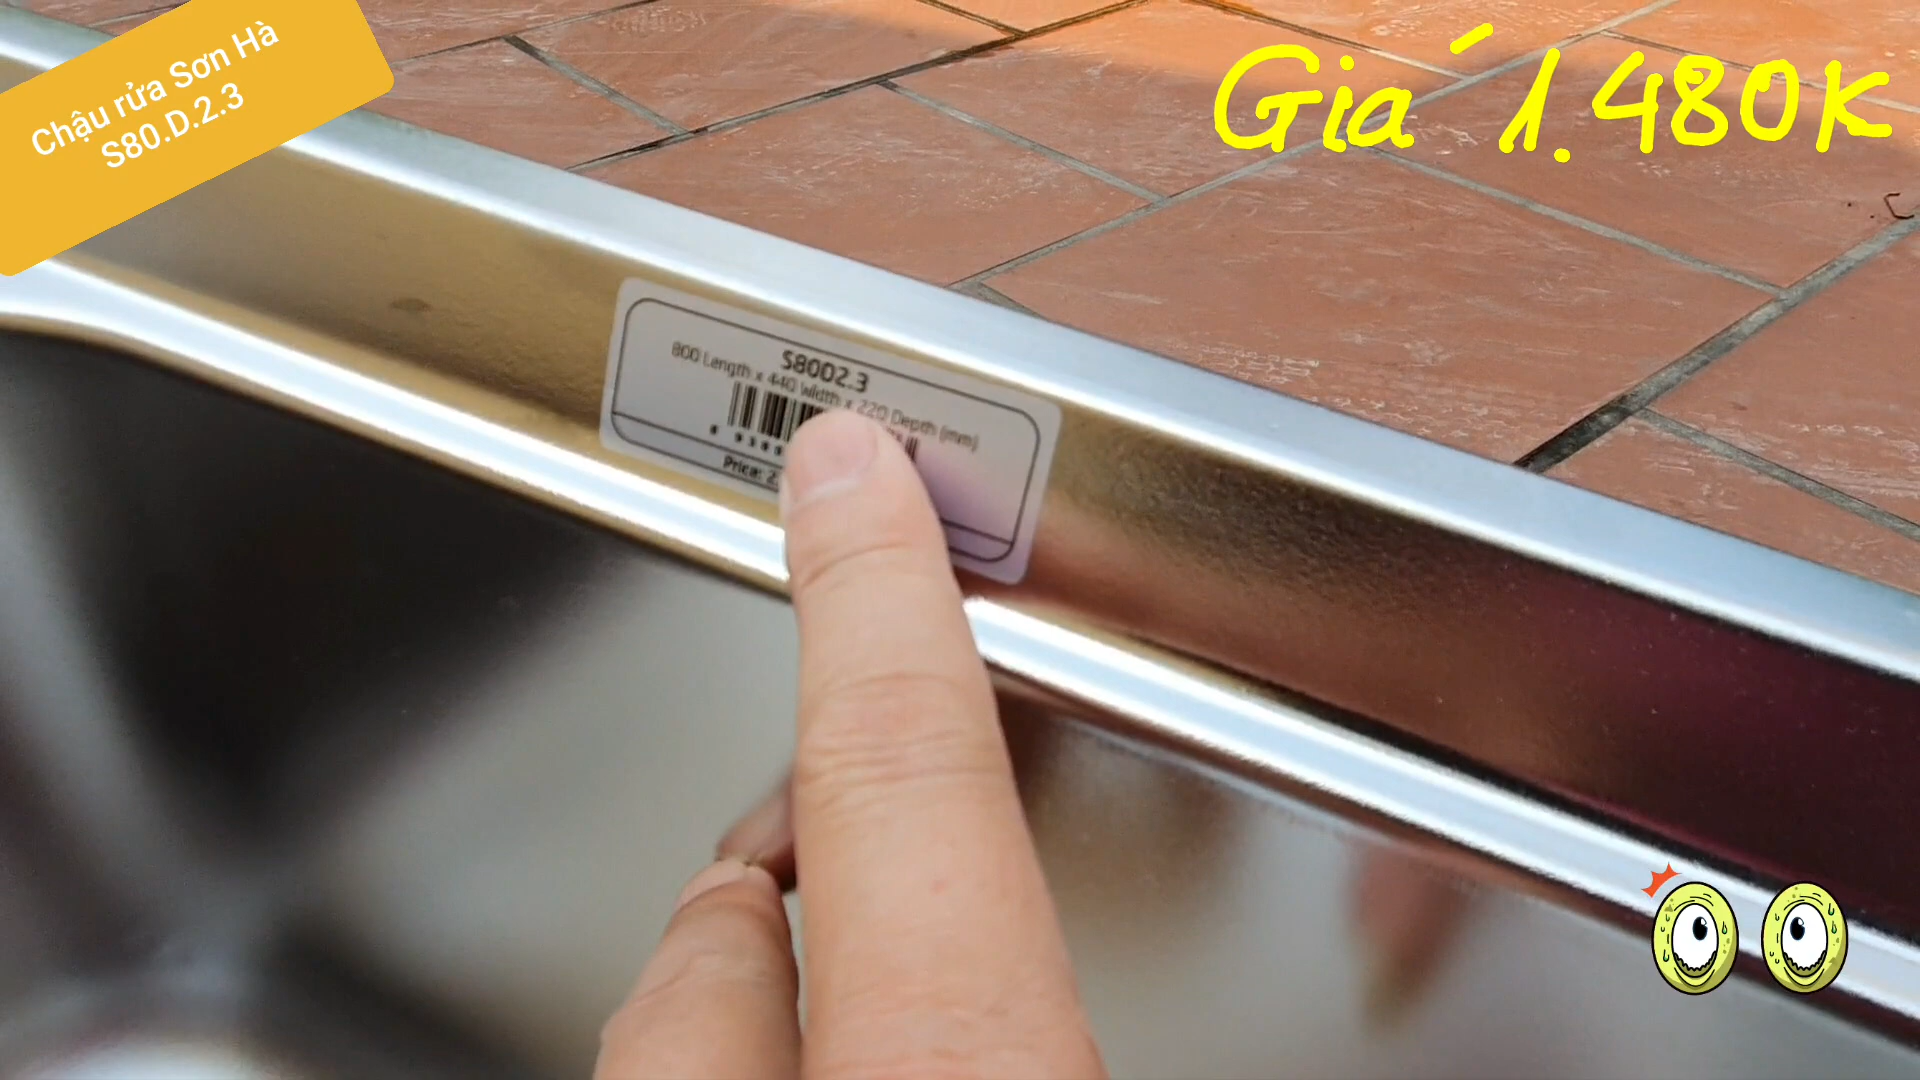 Chậu rửa Sơn Hà
S80.D.2.3
Giá 1.480K
S8002.3
800 Length x 440 Width x 220 Depth (mm)
Price: 2